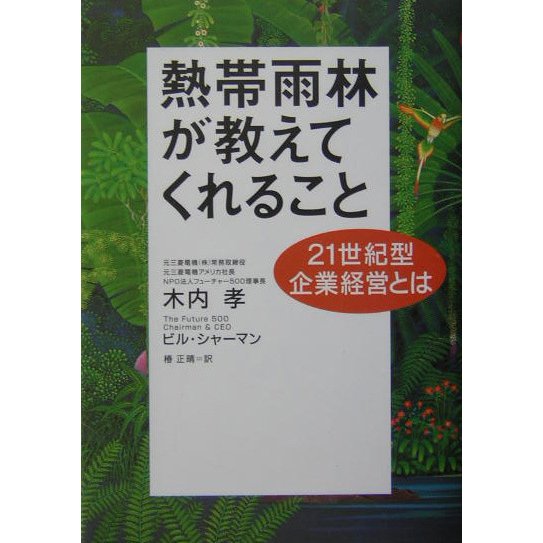 熱帯雨林
が教えて
くれること
21世紀型
企業経営とは
元三菱電機(株)常務取締役
元三菱電機アメリカ社長
NPO法人フューチャー500理事長
木内 孝
The Future 500
Chairman & CEO
ビル・シャーマン
椿 正晴=訳